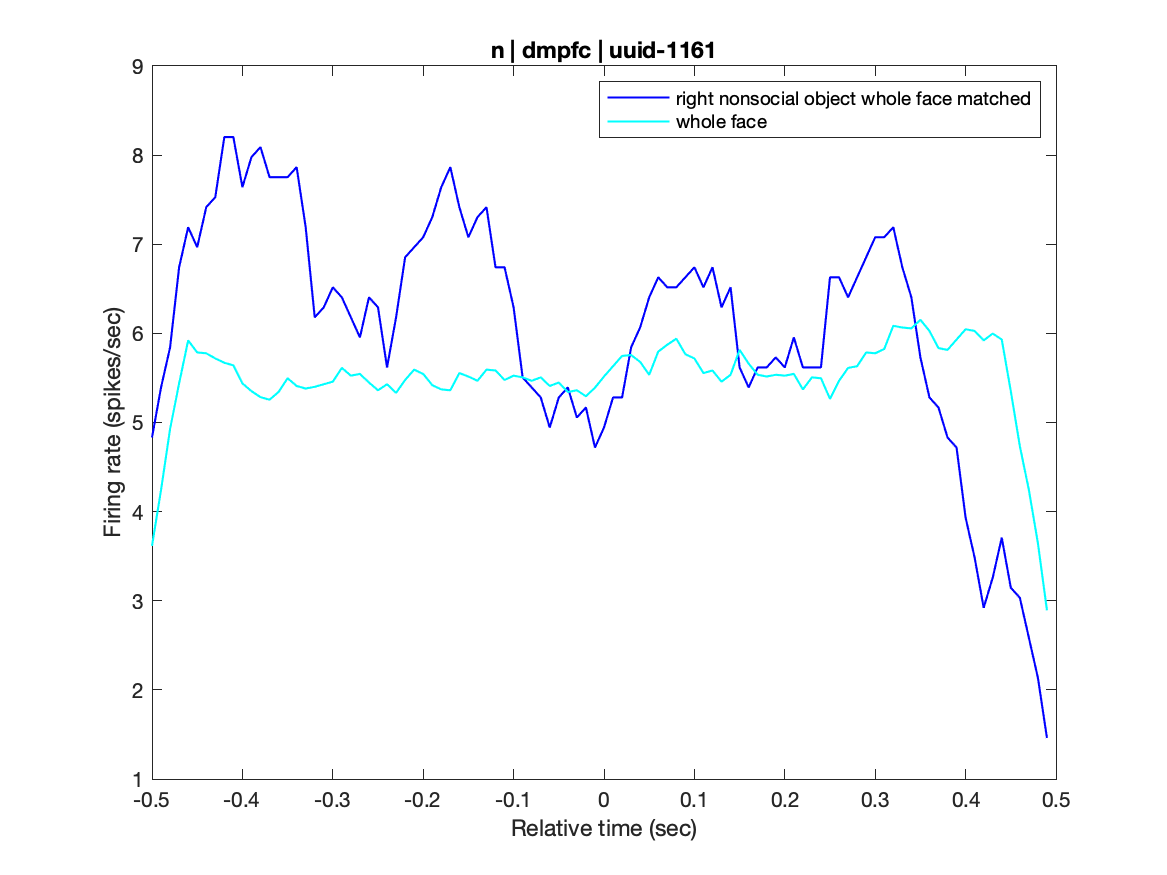 n | dmpfc | uuid-1161
right nonsocial object whole face matched
whole face
9
8
7
6
5
4
3
2
1
Firing rate (spikes/sec)
-0.5 -0.4 -0.3 -0.2 -0.1 0 0.1 0.2 0.3 0.4 0.5
Relative time (sec)